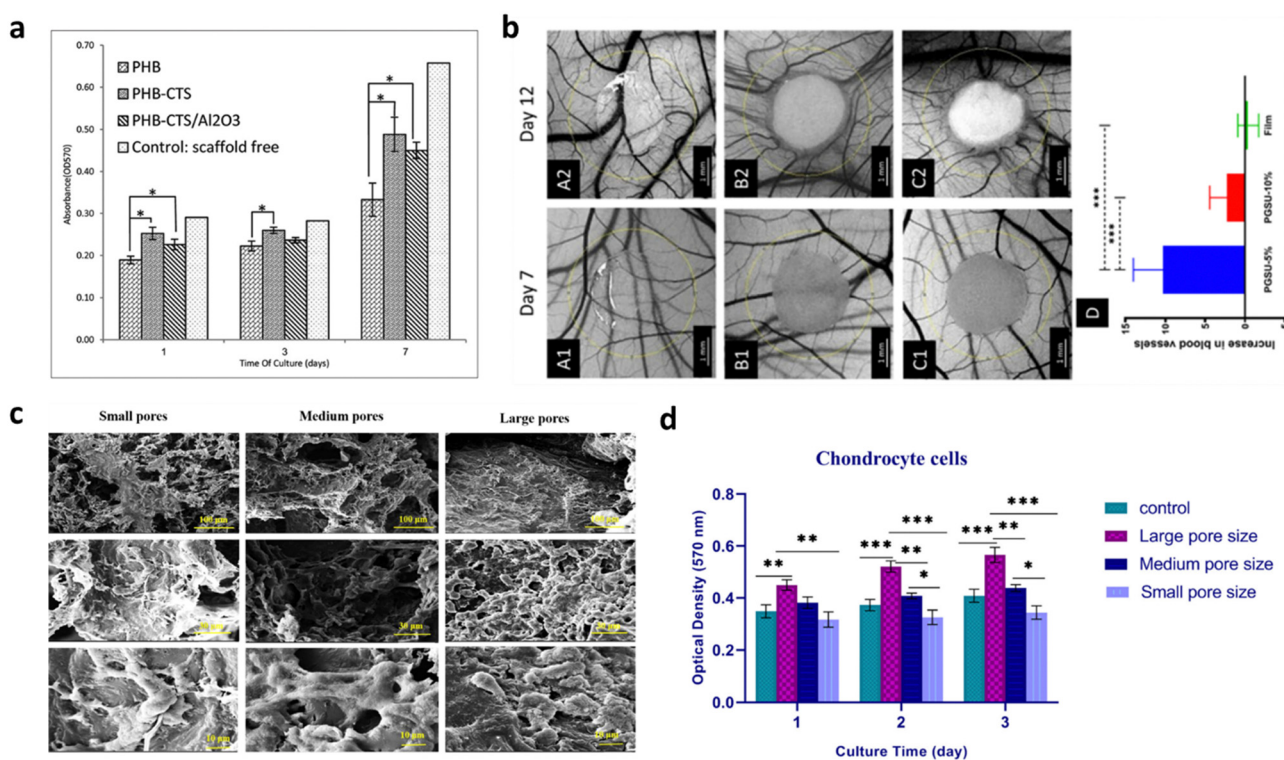 a
0.70
0.60
0.50
0.40
0.30
0.20
0.10
0.00
Absorbance(OD570)
PHB
PHB-CTS
PHB-CTS/Al2O3
Control: scaffold free
*
*
*
*
*
1
3
7
Time Of Culture (days)
b
Day 12
Day 7
A2
1 mm
B2
1 mm
C2
1 mm
A1
1 mm
B1
1 mm
C1
1 mm
D
Increase in blood vessels
15
10
5
0
PGSU-5%
PGSU-10%
Film
***
***
c
Small pores
Medium pores
Large pores
100 µm
100 µm
30 µm
30 µm
10 µm
10 µm
10 µm
d
Chondrocyte cells
Optical Density (570 nm)
0.8
0.6
0.4
0.2
0.0
**
**
***
***
**
*
***
***
**
*
1
2
3
Culture Time (day)
control
Large pore size
Medium pore size
Small pore size